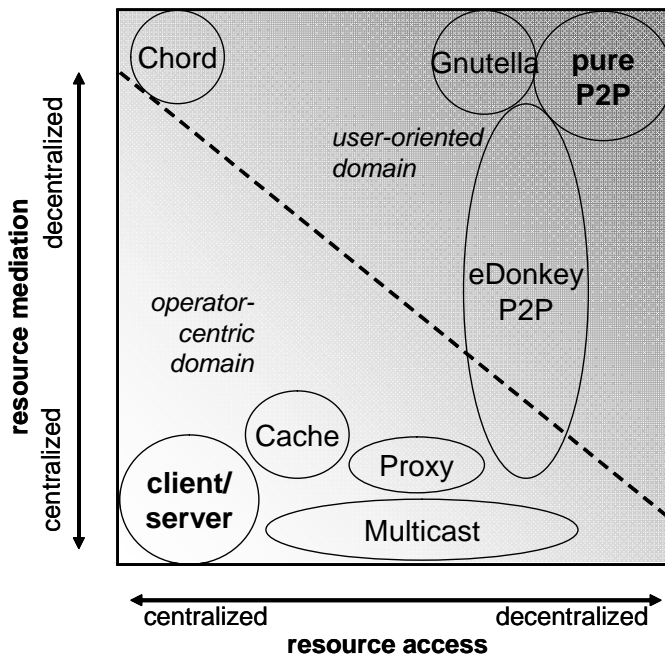 Chord
Gnutella
pure
P2P
user-oriented
domain
eDonkey
P2P
operator-
centric
domain
Cache
Proxy
client/
server
Multicast
resource mediation
decentralized
centralized
centralized
decentralized
resource access